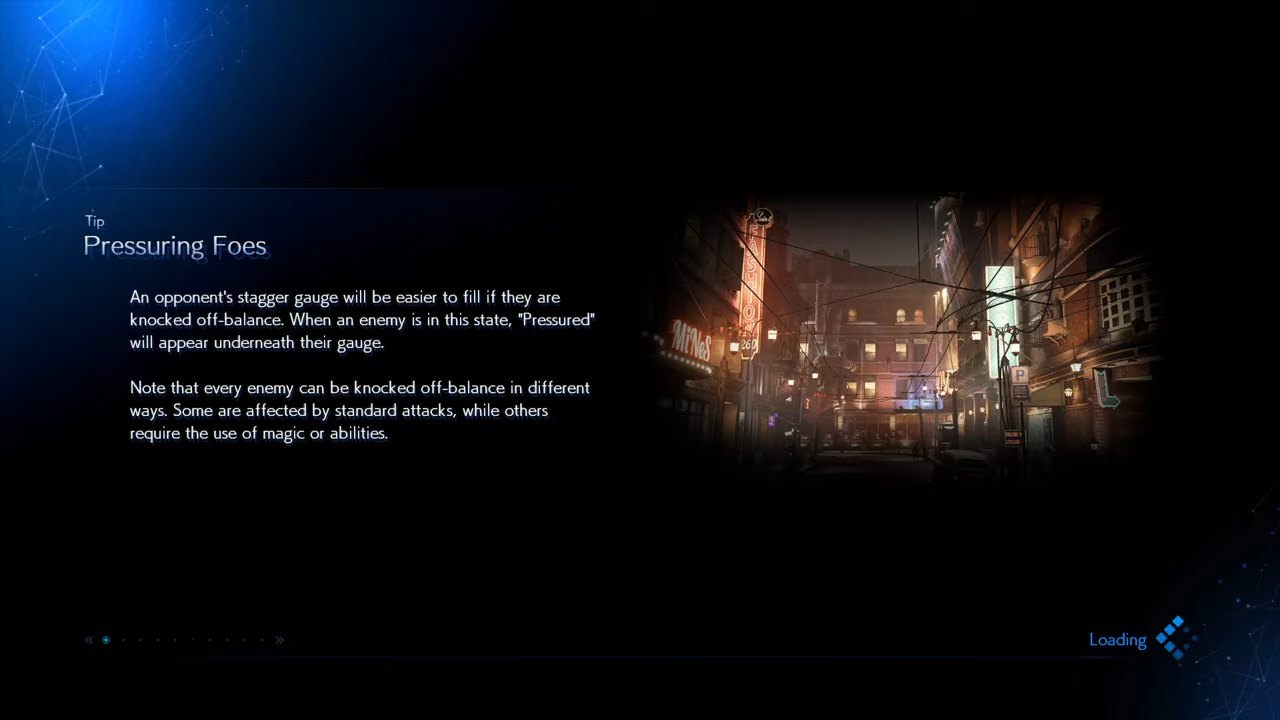 Tip
Pressuring Foes
An opponent's stagger gauge will be easier to fill if they are
knocked off-balance. When an enemy is in this state, "Pressured"
will appear underneath their gauge.
Note that every enemy can be knocked off-balance in different
ways. Some are affected by standard attacks, while others
require the use of magic or abilities.
FASHION
260
MiNeS
P
Loading